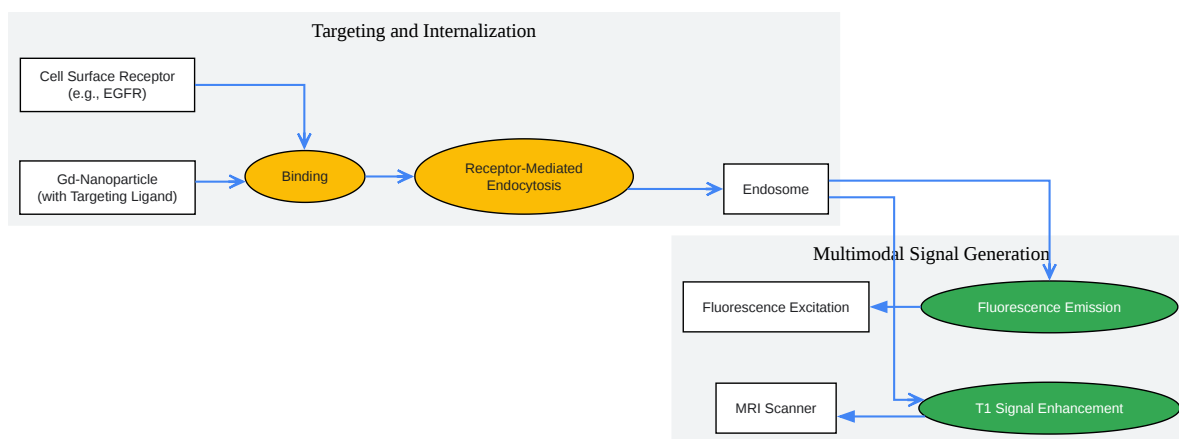 Targeting and Internalization
Cell Surface Receptor
(e.g., EGFR)
Gd-Nanoparticle
(with Targeting Ligand)
Binding
Receptor-Mediated
Endocytosis
Endosome
Multimodal Signal Generation
Fluorescence Excitation
Fluorescence Emission
MRI Scanner
T1 Signal Enhancement